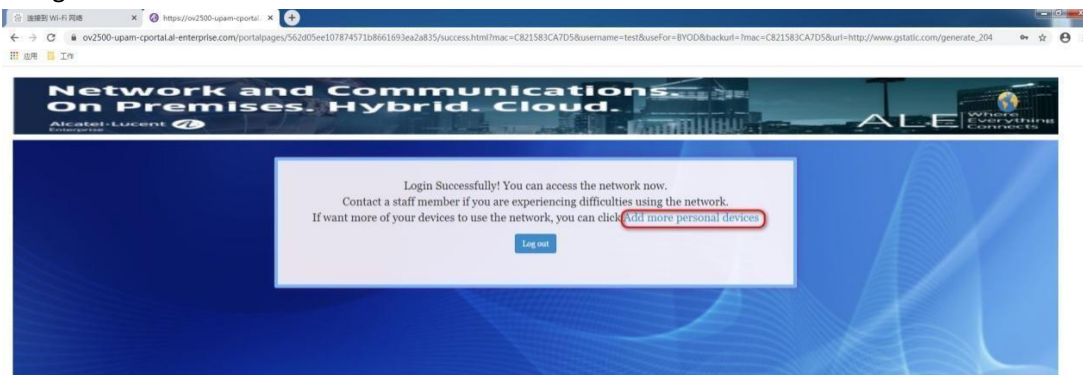 连接到 Wi-Fi 网络
https://ov2500-upam-cportal.
ov2500-upam-cportal.al-enterprise.com/portalpages/562d05ee107874571b8661693ea2a835/success.html?mac=C821583CA7D5&username=test&useFor=BYOD&backurl=?mac=C821583CA7D5&url=http://www.gstatic.com/generate_204
应用 工作
Network and Communications.
On Premises. Hybrid. Cloud.
Alcatel-Lucent
Enterprise
ALE
Where
Everything
Connects
Login Successfully! You can access the network now.
Contact a staff member if you are experiencing difficulties using the network.
If want more of your devices to use the network, you can click Add more personal devices
Log out